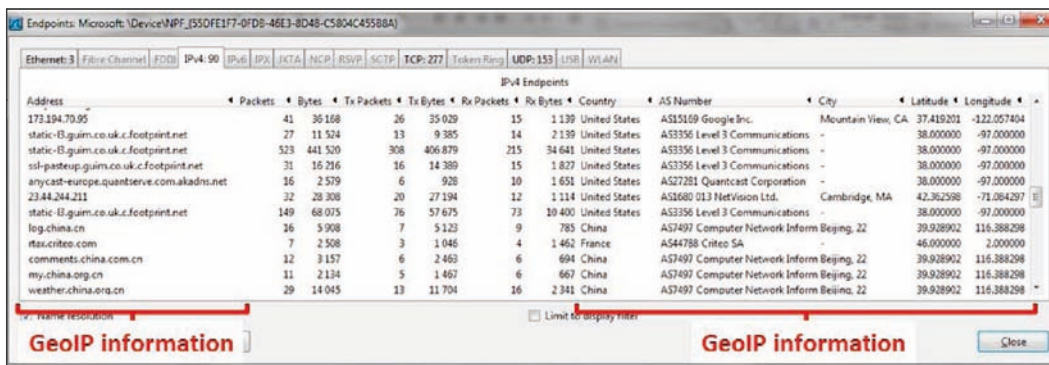 Endpoints: Microsoft: \Device\NPF_{55DFE1F7-0FDB-46E3-8D48-C5804C45588A}
Ethernet: 3 Fibre Channel FDDI IPv4: 90 IPv6 IPX JXTA NCP RSVP SCTP TCP: 277 Token Ring UDP: 153 USB WLAN
IPv4 Endpoints
Address Packets Bytes Tx Packets Tx Bytes Rx Packets Rx Bytes Country AS Number City Latitude Longitude
173.194.70.95 41 36 168 26 35 029 15 1 139 United States AS15169 Google Inc. Mountain View, CA 37.419201 -122.057404
static-l3.guim.co.uk.c.footprint.net 27 11 524 13 9 385 14 2 139 United States AS3356 Level 3 Communications - 38.000000 -97.000000
static-l3.guim.co.uk.c.footprint.net 523 441 520 308 406 879 215 34 641 United States AS3356 Level 3 Communications - 38.000000 -97.000000
ssl-pasteup.guim.co.uk.c.footprint.net 31 16 216 16 14 389 15 1 827 United States AS3356 Level 3 Communications - 38.000000 -97.000000
anycast-europe.quantserve.com.akadns.net 16 2 579 6 928 10 1 651 United States AS27281 Quantcast Corporation - 38.000000 -97.000000
23.44.244.211 32 28 308 20 27 194 12 1 114 United States AS1680 013 NetVision Ltd. Cambridge, MA 42.362598 -71.084297
static-l3.guim.co.uk.c.footprint.net 149 68 075 76 57 675 73 10 400 United States AS3356 Level 3 Communications - 38.000000 -97.000000
log.china.cn 16 5 908 7 5 123 9 785 China AS7497 Computer Network Inform Beijing, 22 39.928902 116.388298
rtax.criteo.com 7 2 508 3 1 046 4 1 462 France AS44788 Criteo SA - 46.000000 2.000000
comments.china.com.cn 12 3 157 6 2 463 6 694 China AS7497 Computer Network Inform Beijing, 22 39.928902 116.388298
my.china.org.cn 11 2 134 5 1 467 6 667 China AS7497 Computer Network Inform Beijing, 22 39.928902 116.388298
weather.china.org.cn 29 14 045 13 11 704 16 2 341 China AS7497 Computer Network Inform Beijing, 22 39.928902 116.388298
Name resolution Limit to display filter
GeoIP information GeoIP information Close